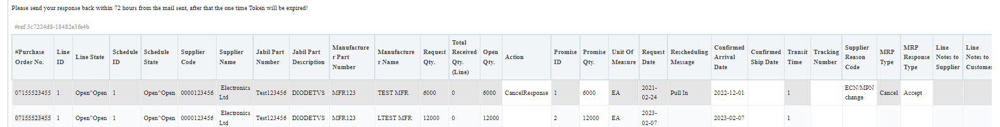 Please send your response back within 72 hours from the mail sent, after that the one time Token will be expired!
#ref:3c7224d8-18482e3fe4b
#Purchase Order No. Line ID Line State Schedule ID Schedule State Supplier Code Supplier Name Jabil Part Number Jabil Part Description Manufacture r Part Number Manufacture r Name Request Qty. Total Received Qty. (Line) Open Qty. Action Promise ID Promise Qty. Unit Of Measure Request Date Rescheduling Message Confirmed Arrival Date Confirmed Ship Date Transit Time Tracking Number Supplier Reason Code MRP Type MRP Response Type Line Notes to Supplier Line Notes to Custome
07155523455 1 Open^Open 1 Open^Open 0000123456 Electronics Ltd Test123456 DIODETVS MFR123 TEST MFR 6000 0 6000 CancelResponse 1 6000 EA 2021-02-24 Pull In 2022-12-01 1 ECN/MPN change Cancel Accept
07155523455 1 Open^Open 1 Open^Open 0000123456 Electronics Ltd Test123456 DIODETVS MFR123 LTEST MFR 12000 0 12000 2 12000 EA 2023-02-07 2023-02-07 1